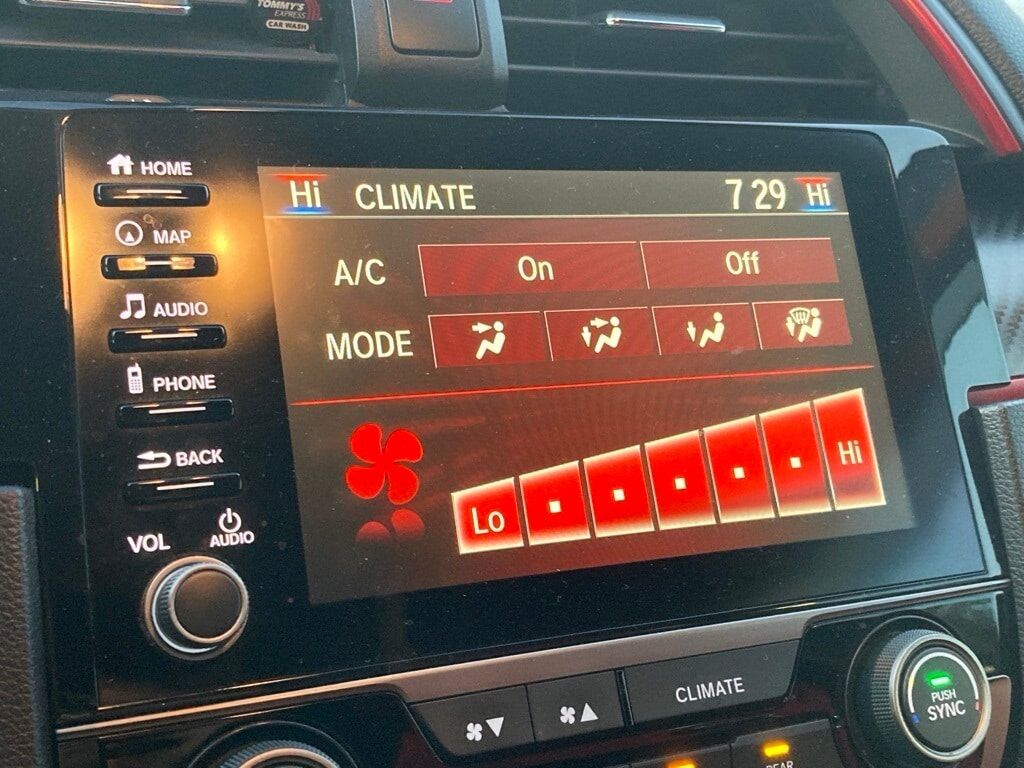 TOMMY'S
EXPRESS
CAR WASH
HOME
MAP
AUDIO
PHONE
BACK
VOL
AUDIO
Hi CLIMATE 7 29 Hi
A/C On Off
MODE
Lo Hi
CLIMATE
PUSH
SYNC
REAR